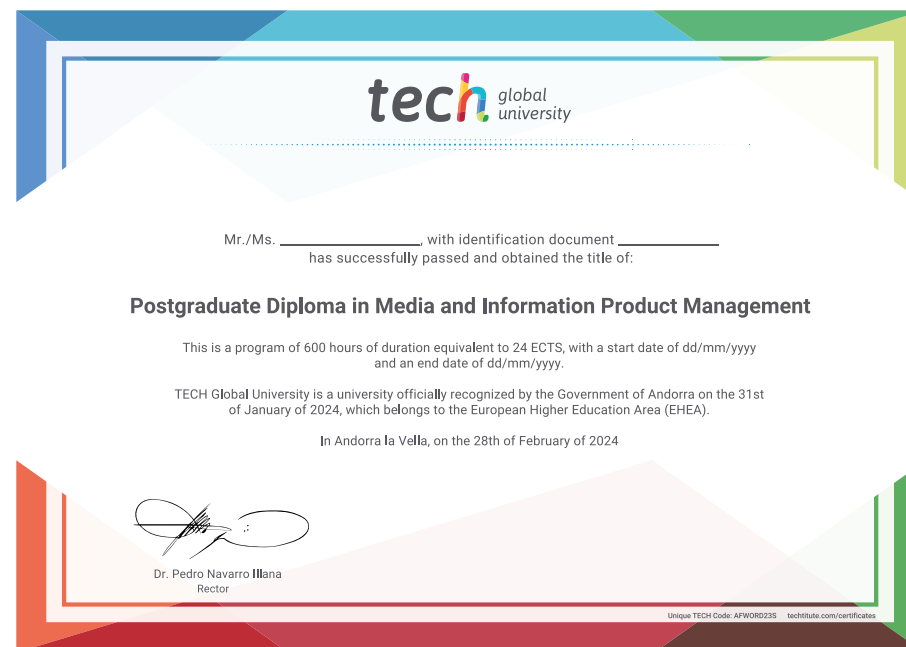 tech global university
Mr./Ms. ____________, with identification document ____________
has successfully passed and obtained the title of:
Postgraduate Diploma in Media and Information Product Management
This is a program of 600 hours of duration equivalent to 24 ECTS, with a start date of dd/mm/yyyy
and an end date of dd/mm/yyyy.
TECH Global University is a university officially recognized by the Government of Andorra on the 31st
of January of 2024, which belongs to the European Higher Education Area (EHEA).
In Andorra la Vella, on the 28th of February of 2024
Dr. Pedro Navarro Illana
Rector
Unique TECH Code: AFWORD23S techtitute.com/certificates